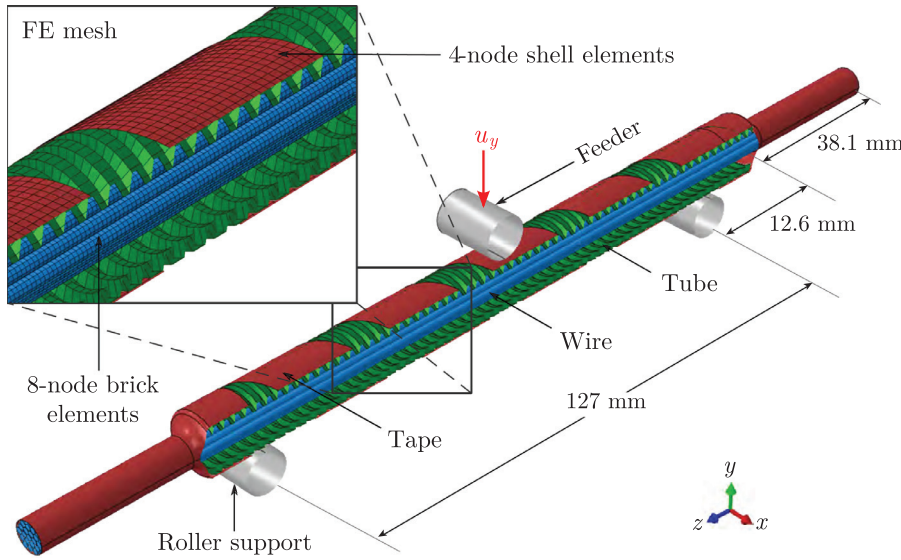 FE mesh
4-node shell elements
u_y
Feeder
38.1 mm
12.6 mm
Tube
Wire
8-node brick
elements
127 mm
Tape
Roller support
y
z
x